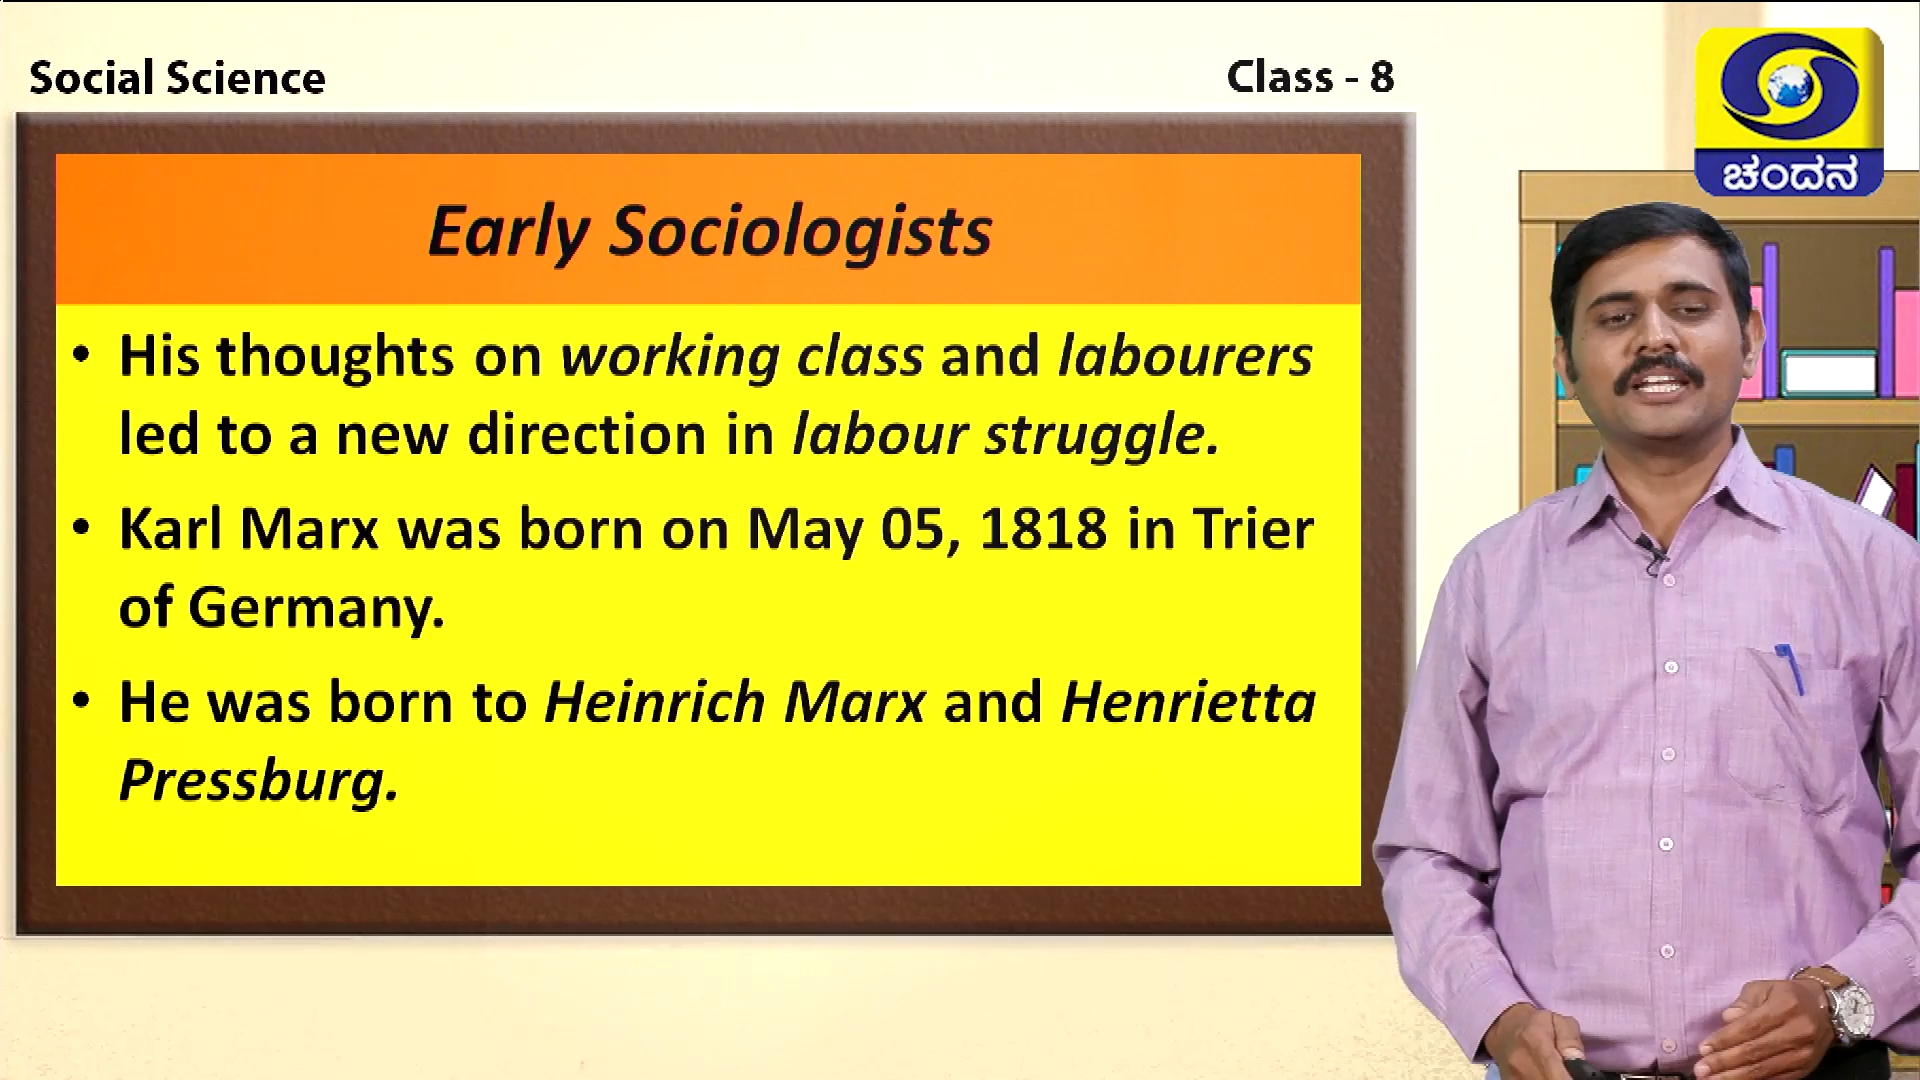 Social Science
Class - 8
ಚಂದನ
Early Sociologists
• His thoughts on working class and labourers
led to a new direction in labour struggle.
• Karl Marx was born on May 05, 1818 in Trier
of Germany.
• He was born to Heinrich Marx and Henrietta
Pressburg.